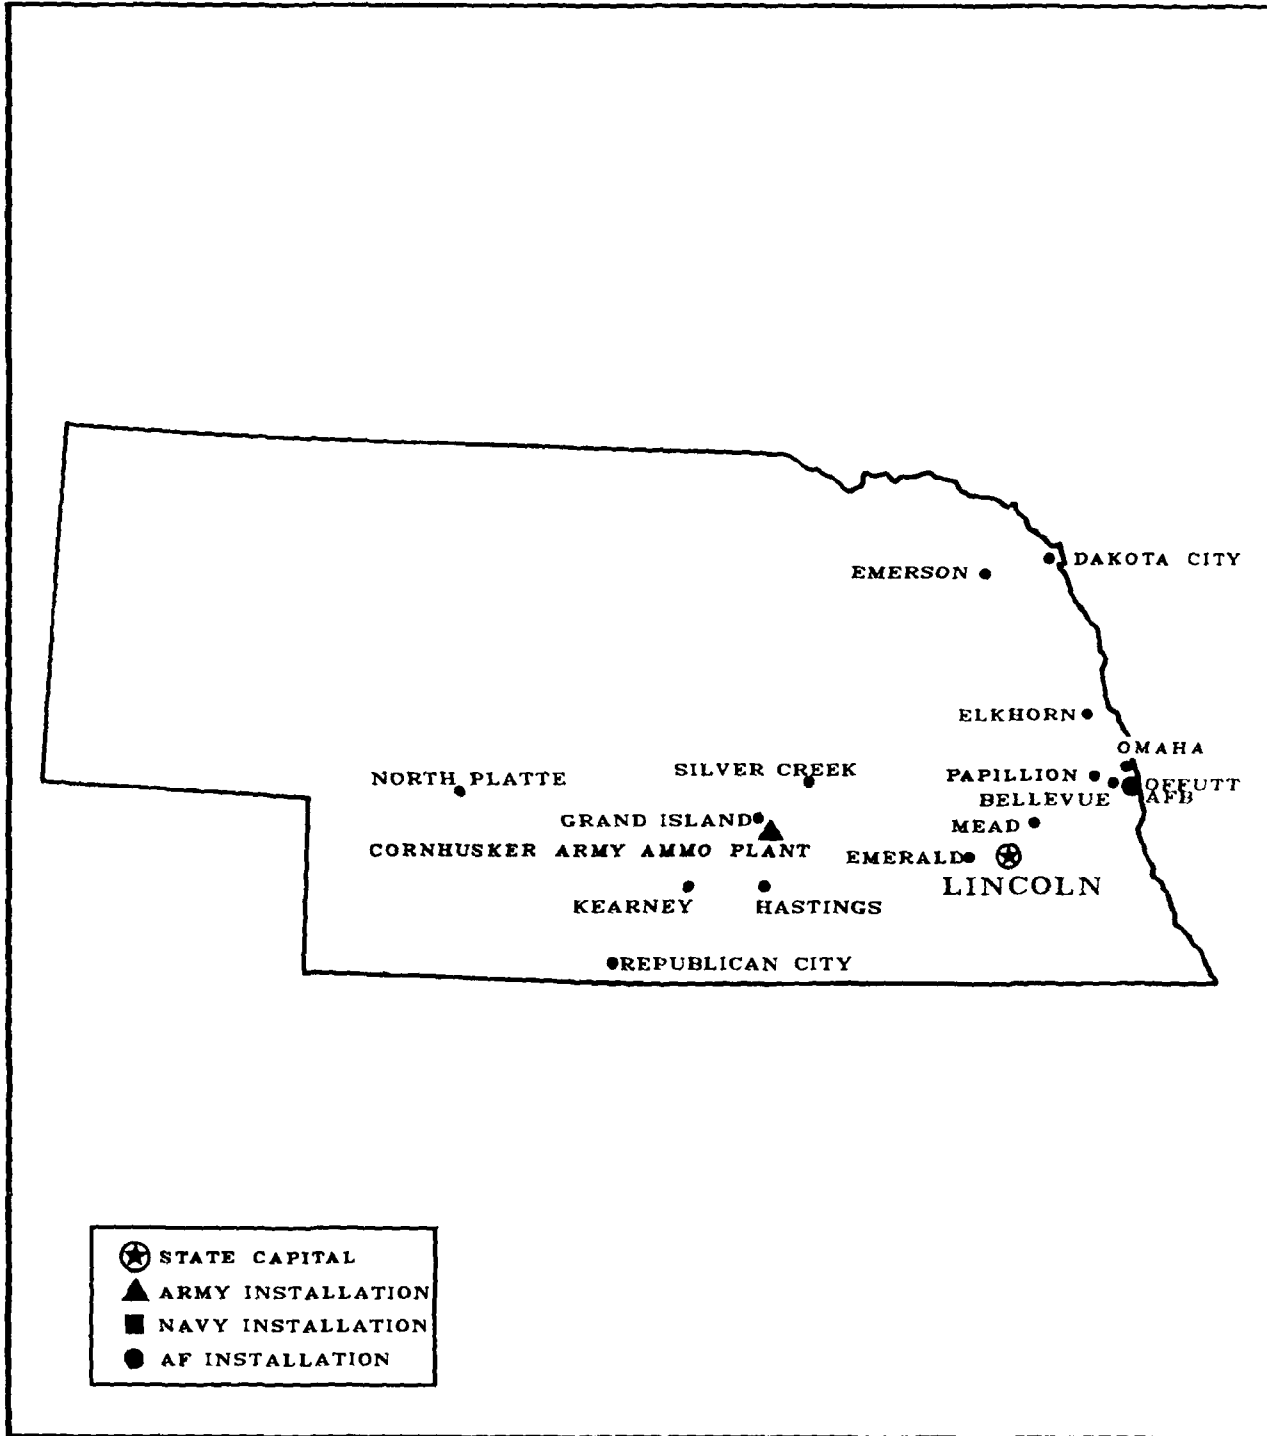 DAKOTA CITY
EMERSON
ELKHORN
OMAHA
SILVER CREEK
NORTH PLATTE
PAPILLION
OFFUTT
AFB
BELLEVUE
GRAND ISLAND
MEAD
CORNHUSKER ARMY AMMO PLANT
EMERALD
LINCOLN
KEARNEY
HASTINGS
REPUBLICAN CITY
STATE CAPITAL
ARMY INSTALLATION
NAVY INSTALLATION
AF INSTALLATION